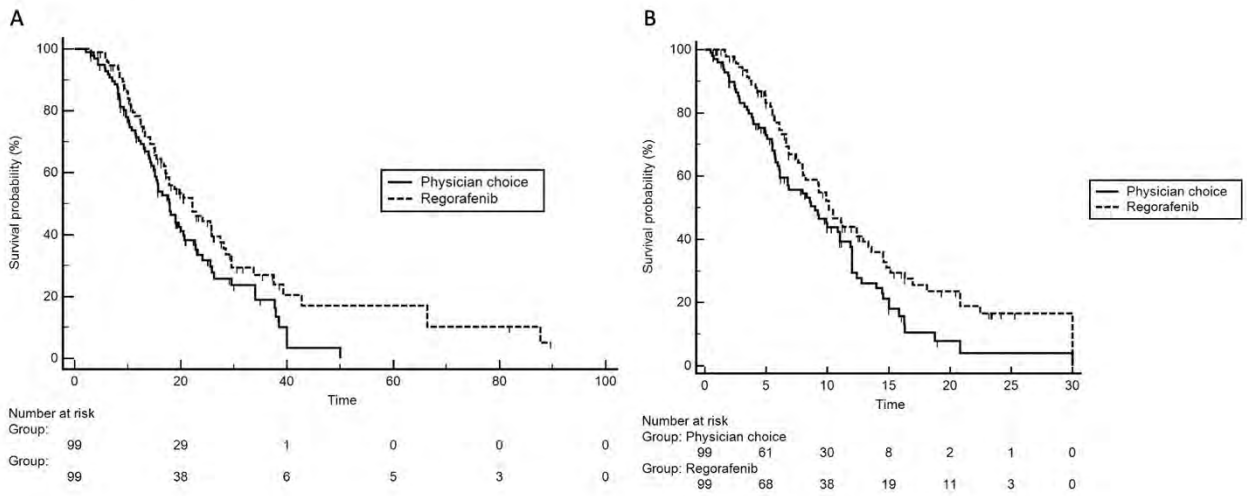 A
Survival probability (%)
100
80
60
40
20
0
0 20 40 60 80 100
Time
Physician choice
Regorafenib
Number at risk
Group:
99 29 1 0 0 0
Group:
99 38 6 5 3 0
B
Survival probability (%)
100
80
60
40
20
0
0 5 10 15 20 25 30
Time
Physician choice
Regorafenib
Number at risk
Group: Physician choice
99 61 30 8 2 1 0
Group: Regorafenib
99 68 38 19 11 3 0